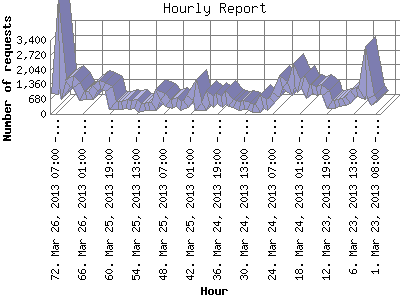 Hourly Report
Number of requests
3,400
2,720
2,040
1,360
680
0
72. Mar 26, 2013 07:00 -...
66. Mar 26, 2013 01:00 -...
60. Mar 25, 2013 19:00 -...
54. Mar 25, 2013 13:00 -...
48. Mar 25, 2013 07:00 -...
42. Mar 25, 2013 01:00 -...
36. Mar 24, 2013 19:00 -...
30. Mar 24, 2013 13:00 -...
24. Mar 24, 2013 07:00 -...
18. Mar 24, 2013 01:00 -...
12. Mar 23, 2013 19:00 -...
6. Mar 23, 2013 13:00 -...
1. Mar 23, 2013 08:00 -...
Hour